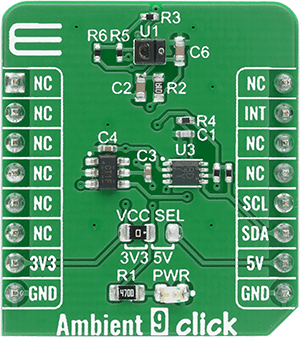 R3
R6 R5 U1
C6
C2 R2
NC NC
NC INT
R4
C1
NC C4 U3 NC
C3
NC NC
NC SCL
VCC SEL
NC SDA
0
3V3 3V3 5V 5V
R1 PWR
GND 4700 GND
Ambient 9 click